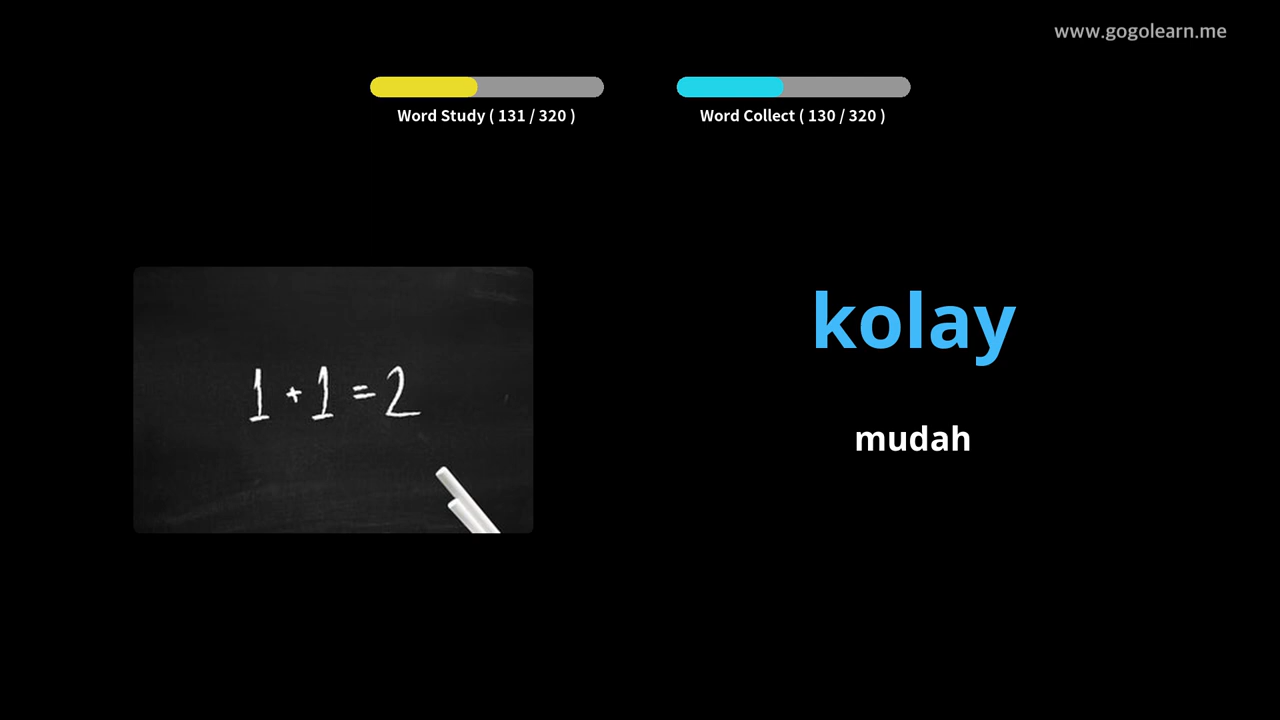 www.gogolearn.me
Word Study ( 131 / 320 )
Word Collect ( 130 / 320 )
1 + 1 = 2
kolay
mudah